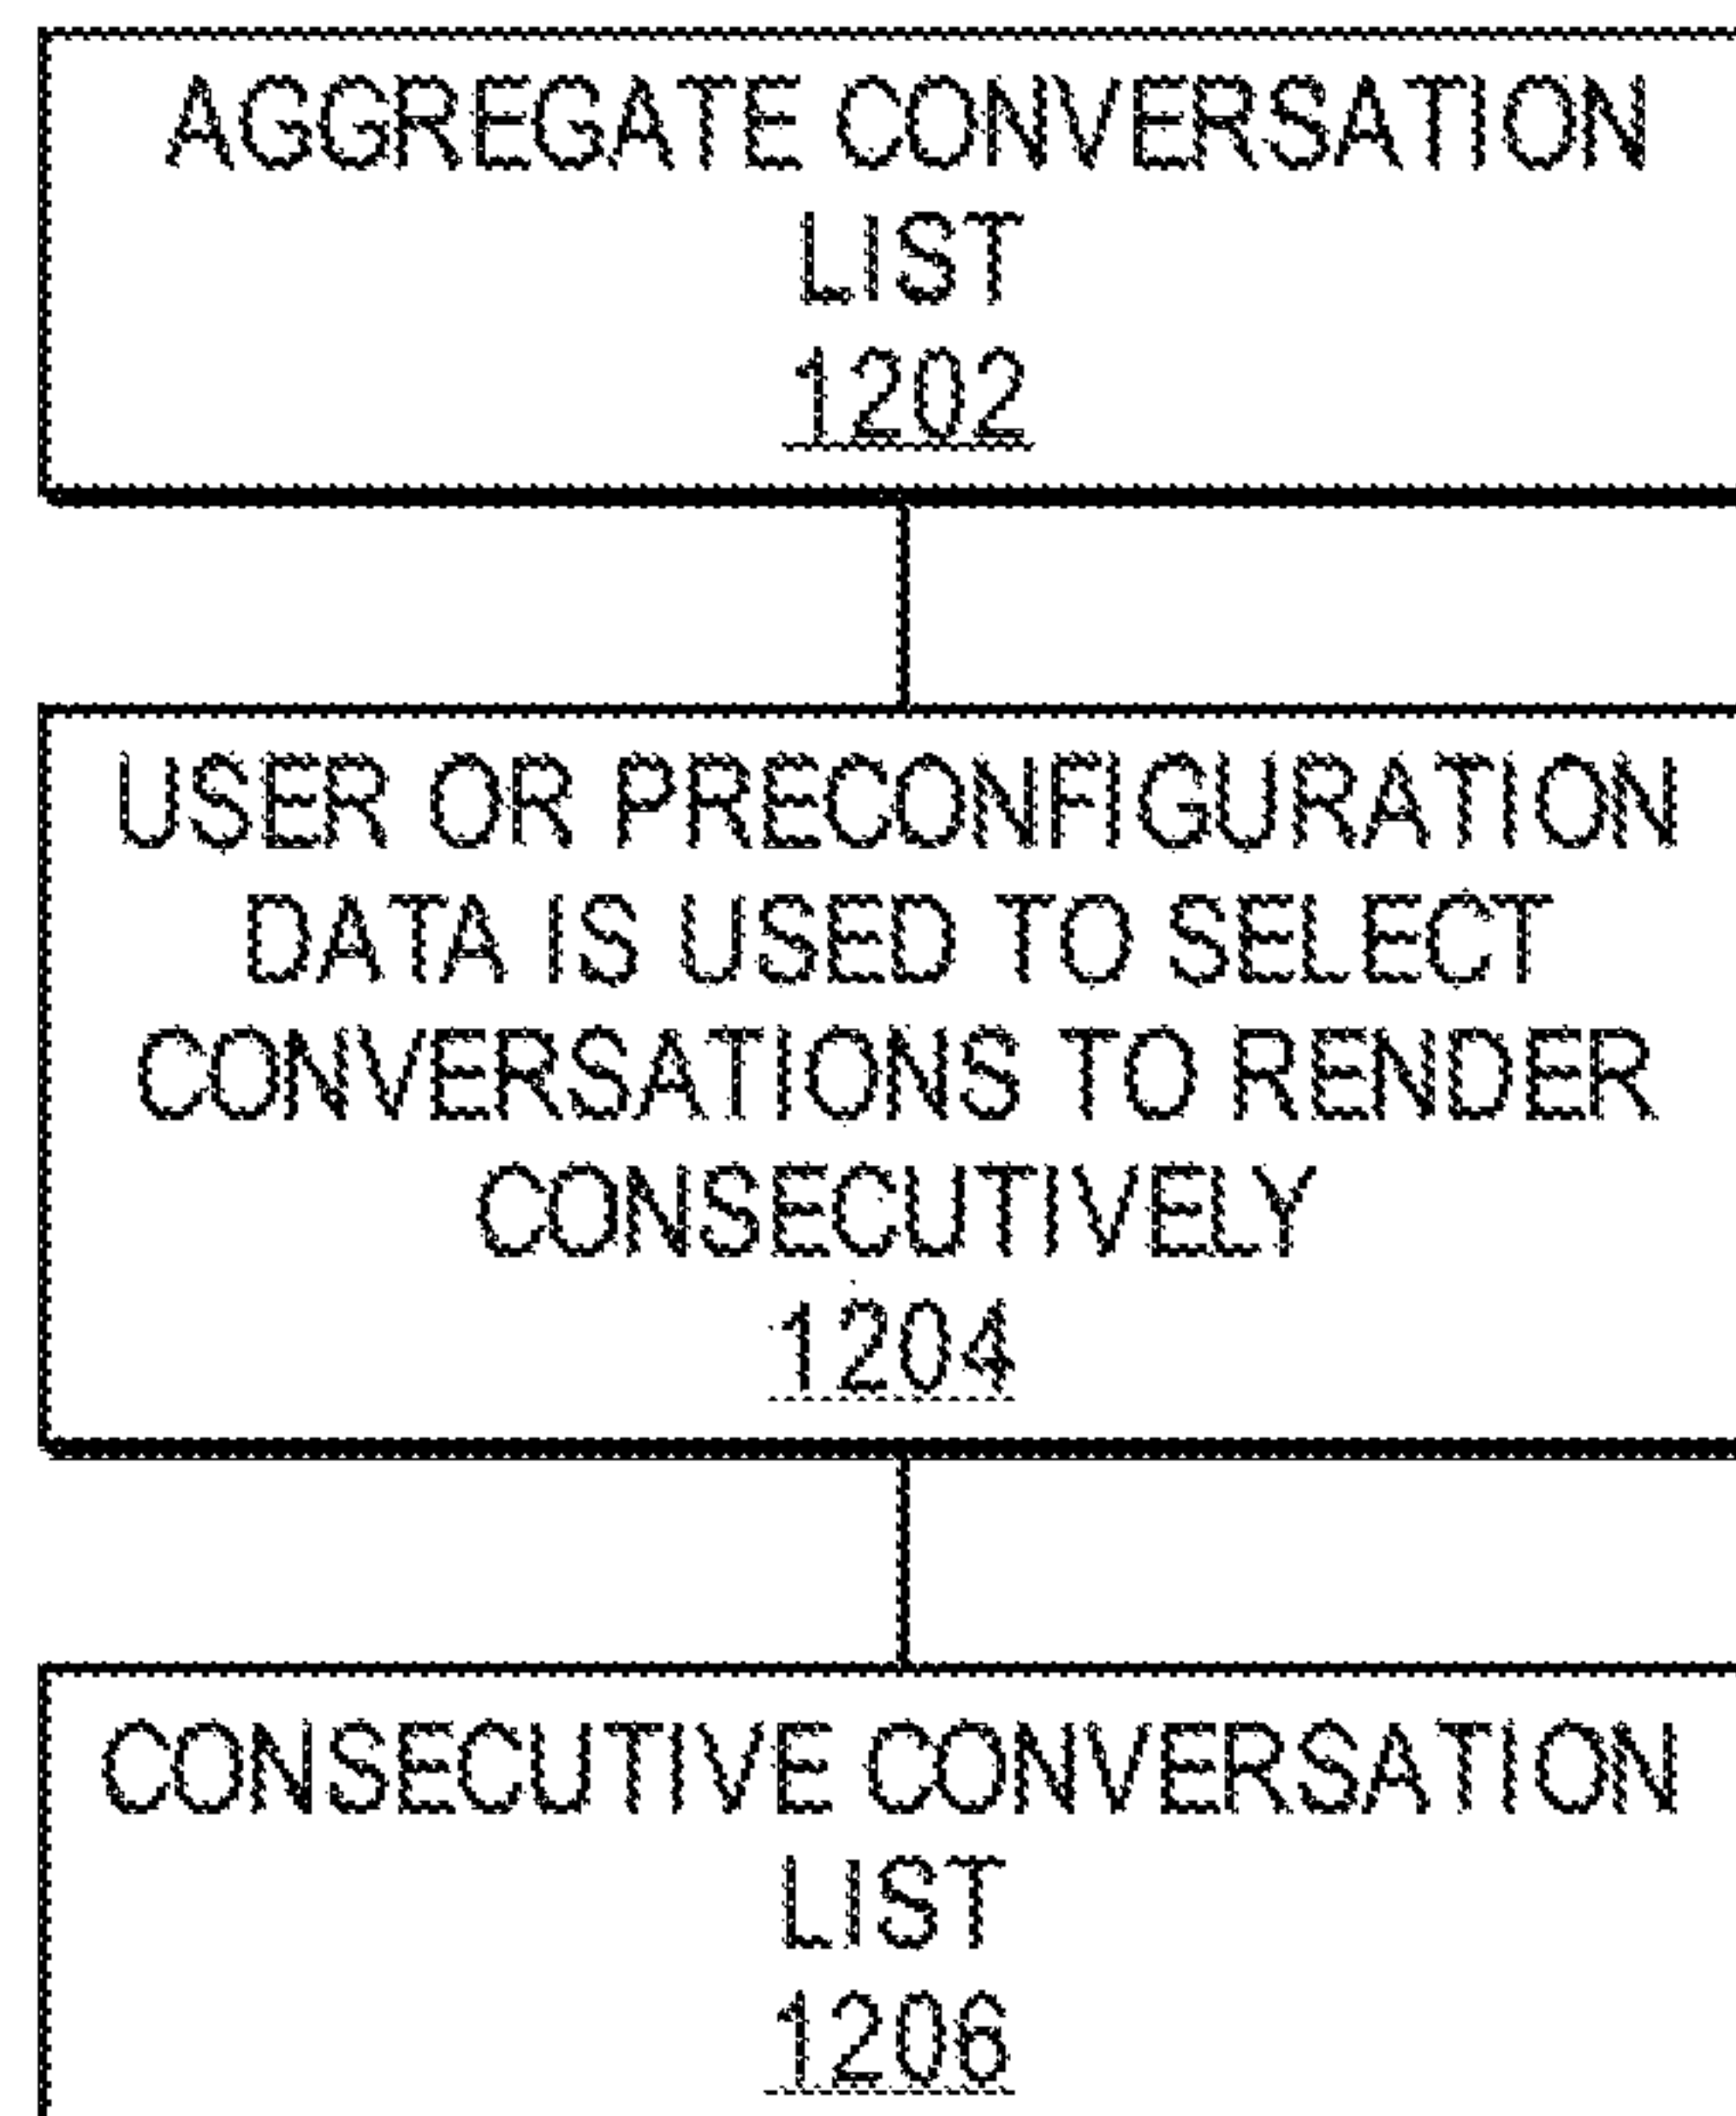 AGGREGATE CONVERSATION
LIST
1202
USER OR PRECONFIGURATION
DATA IS USED TO SELECT
CONVERSATIONS TO RENDER
CONSECUTIVELY
1204
CONSECUTIVE CONVERSATION
LIST
1206